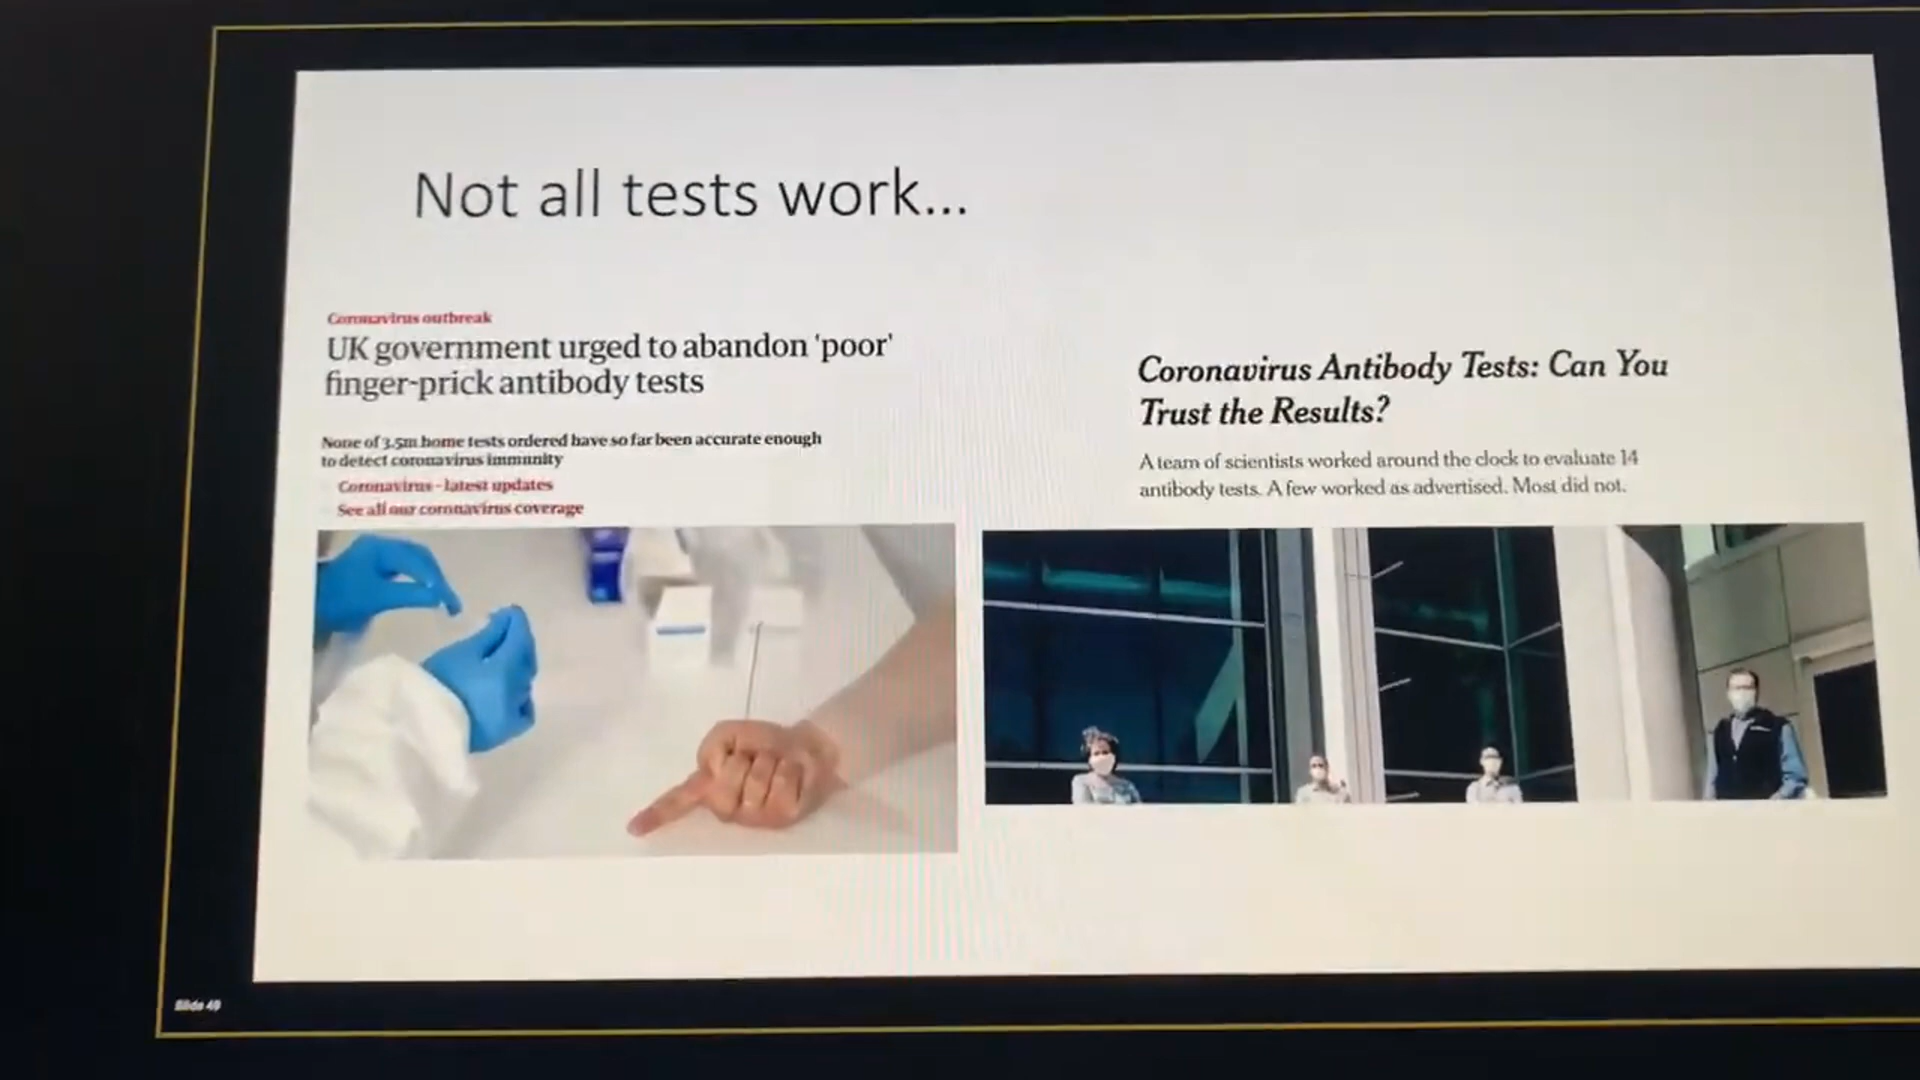 Not all tests work...
Coronavirus outbreak
UK government urged to abandon 'poor'
finger-prick antibody tests
None of 3.5m home tests ordered have so far been accurate enough
to detect coronavirus immunity
Coronavirus - latest updates
See all our coronavirus coverage
Coronavirus Antibody Tests: Can You
Trust the Results?
A team of scientists worked around the clock to evaluate 14
antibody tests. A few worked as advertised. Most did not.
Slide 49